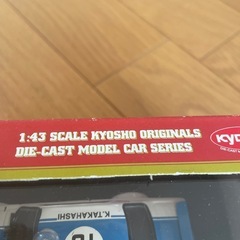 1:43 SCALE KYOSHO ORIGINALS
DIE-CAST MODEL CAR SERIES
K.TAKAHASHI